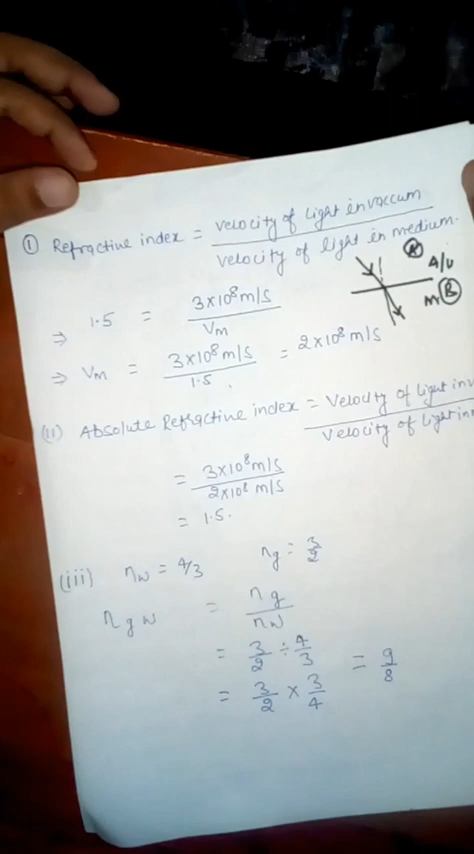 ① Refractive index = velocity of light in vaccum / velocity of light in medium.
Ⓐ A/v
m Ⓑ
⇒ 1.5 = 3×10⁸ m/s / Vm
⇒ Vm = 3×10⁸ m/s / 1.5. = 2×10⁸ m/s
(ii) Absolute Refractive index = Velocity of light in / Velocity of light in
= 3×10⁸ m/s / 2×10⁸ m/s
= 1.5.
(iii) nw = 4/3 ng = 3/2
ngw = ng / nw
= 3/2 ÷ 4/3
= 3/2 × 3/4 = 9/8